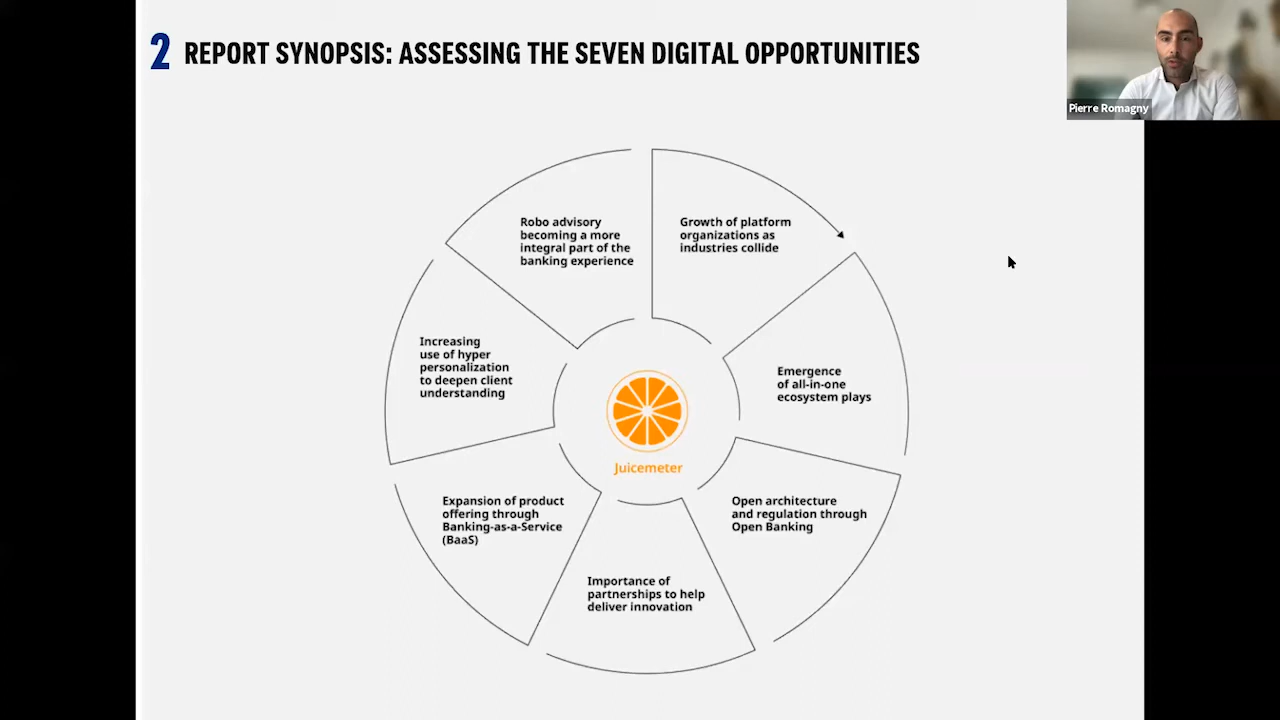 2 REPORT SYNOPSIS: ASSESSING THE SEVEN DIGITAL OPPORTUNITIES
Pierre Romagny
Robo advisory
becoming a more
integral part of the
banking experience
Growth of platform
organizations as
industries collide
Increasing
use of hyper
personalization
to deepen client
understanding
Emergence
of all-in-one
ecosystem plays
Juicemeter
Expansion of product
offering through
Banking-as-a-Service
(BaaS)
Open architecture
and regulation through
Open Banking
Importance of
partnerships to help
deliver innovation